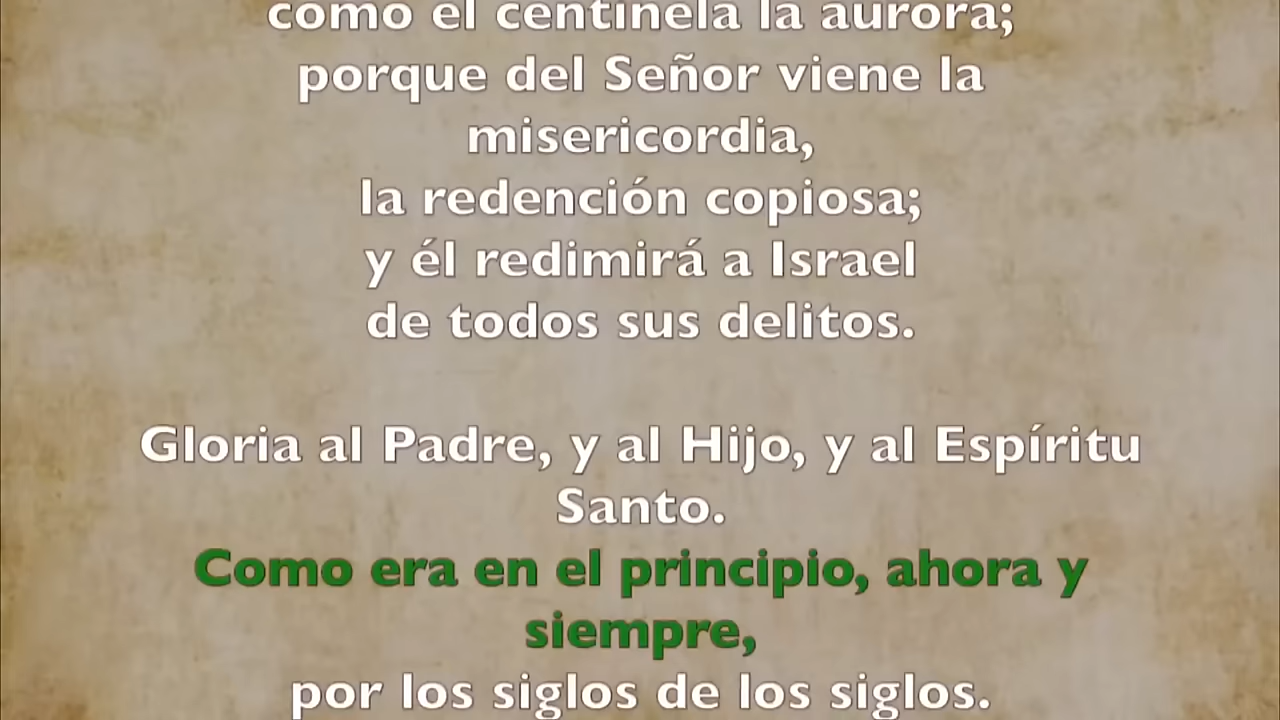 como el centinela la aurora;
porque del Señor viene la
misericordia,
la redención copiosa;
y él redimirá a Israel
de todos sus delitos.
Gloria al Padre, y al Hijo, y al Espíritu
Santo.
Como era en el principio, ahora y
siempre,
por los siglos de los siglos.